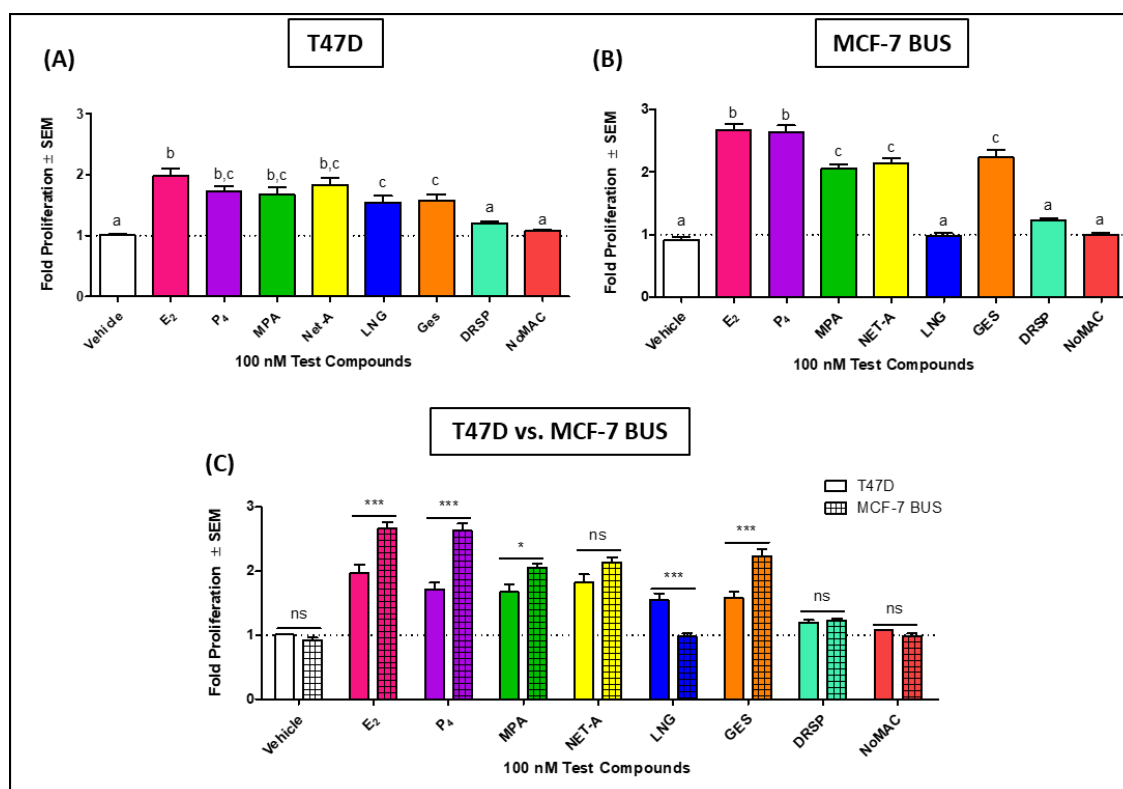 T47D
(A)
Fold Proliferation ± SEM
3
2
1
0
a
b
b,c
b,c
b,c
c
c
a
a
Vehicle
E₂
P₄
MPA
Net-A
LNG
Ges
DRSP
NoMAC
100 nM Test Compounds
MCF-7 BUS
(B)
Fold Proliferation ± SEM
3
2
1
0
a
b
b
c
c
a
c
a
a
Vehicle
E₂
P₄
MPA
NET-A
LNG
GES
DRSP
NoMAC
100 nM Test Compounds
T47D vs. MCF-7 BUS
(C)
T47D
MCF-7 BUS
Fold Proliferation ± SEM
3
2
1
0
ns
***
***
*
ns
***
***
ns
ns
Vehicle
E₂
P₄
MPA
NET-A
LNG
GES
DRSP
NoMAC
100 nM Test Compounds